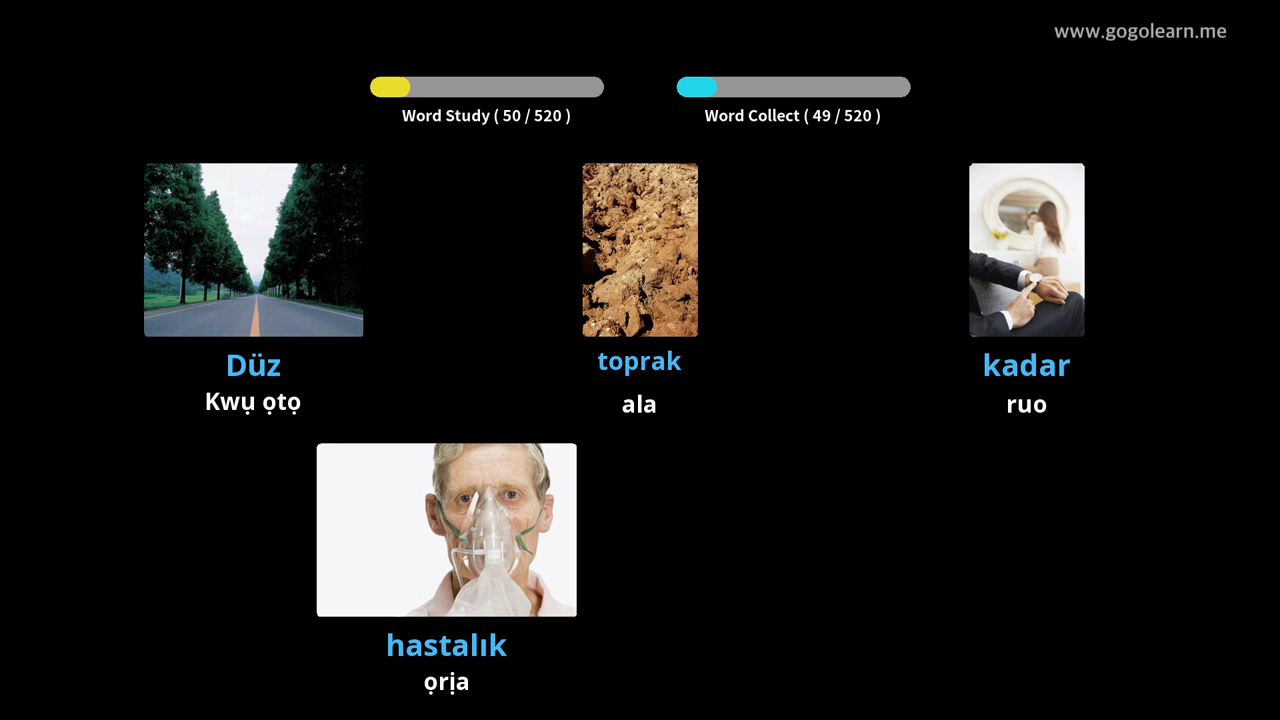 www.gogolearn.me
Word Study ( 50 / 520 )
Word Collect ( 49 / 520 )
Düz
Kwụ ọtọ
toprak
ala
kadar
ruo
hastalık
ọrịa